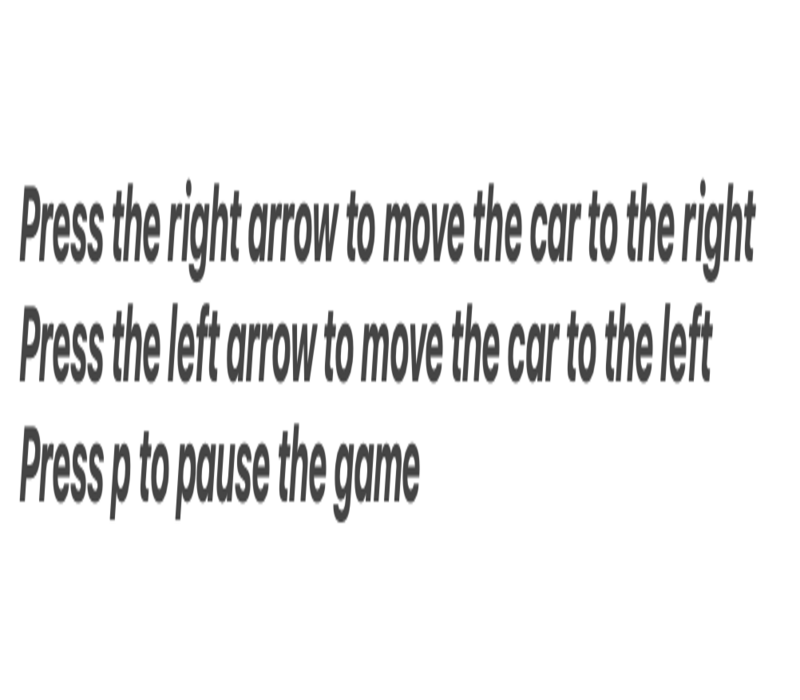 Press the right arrow to move the car to the right
Press the left arrow to move the car to the left
Press p to pause the game